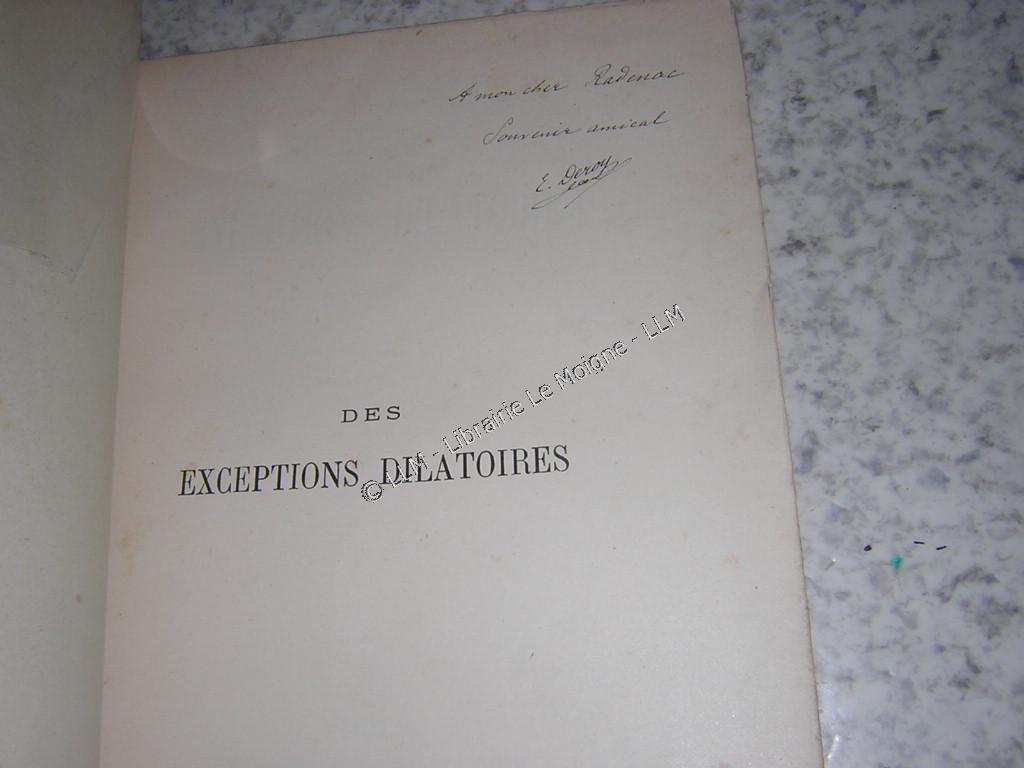 A mon cher Radenac
Souvenir amical
E. Deroy
DES
EXCEPTIONS DILATOIRES
© LLM - Librairie Le Moigne - LLM